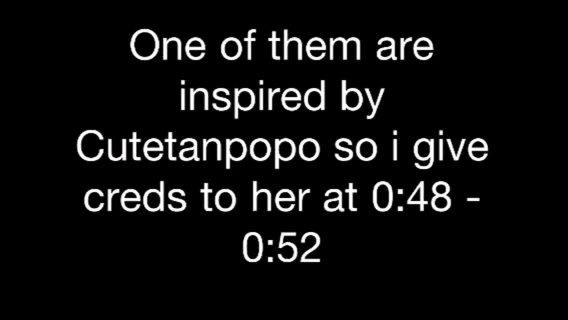 One of them are
inspired by
Cutetanpopo so i give
creds to her at 0:48 -
0:52